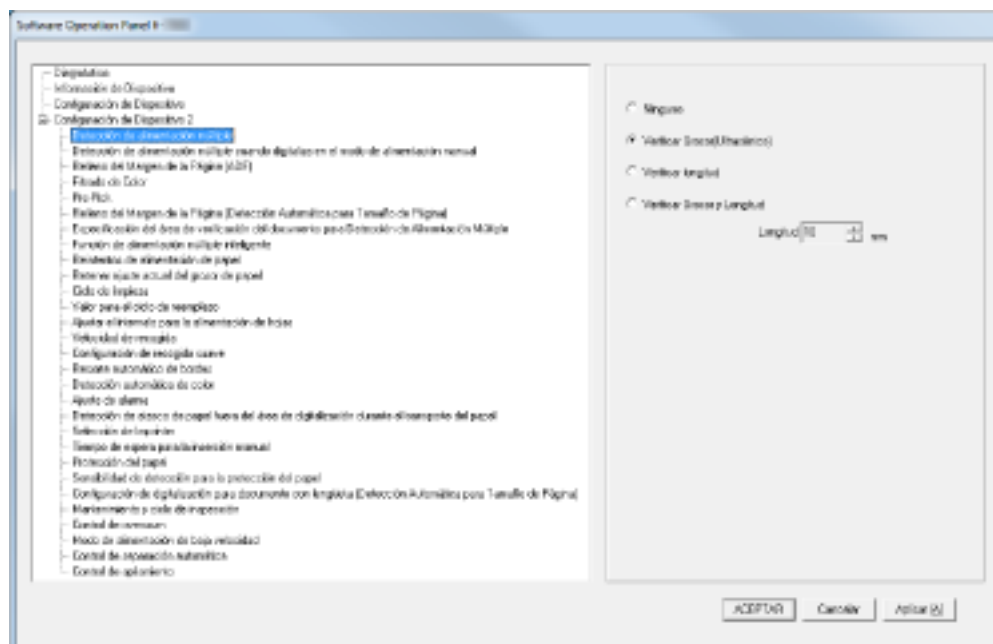 Software Operation Panel II -
Diagnóstico
Información de Dispositivo
Configuración de Dispositivo
Configuración de Dispositivo 2
Detección de alimentación múltiple
Detección de alimentación múltiple cuando digitaliza en el modo de alimentación manual
Relleno del Margen de la Página (ADF)
Filtrado de Color
Pre-Pick
Relleno del Margen de la Página (Detección Automática para Tamaño de Página)
Especificación del área de verificación del documento para Detección de Alimentación Múltiple
Función de alimentación múltiple inteligente
Reintentos de alimentación de papel
Retener ajuste actual del grosor de papel
Ciclo de limpieza
Valor para el ciclo de reemplazo
Ajustar el intervalo para la alimentación de hojas
Velocidad de recogida
Configuración de recogida suave
Recorte automático de bordes
Detección automática de color
Ajuste de alarma
Detección de atasco de papel fuera del área de digitalización durante el transporte del papel
Selección de Imprinter
Tiempo de espera para la inserción manual
Protección del papel
Sensibilidad de detección para la protección del papel
Configuración de digitalización para documento con lengüeta (Detección Automática para Tamaño de Página)
Mantenimiento y ciclo de inspección
Control de overscan
Modo de alimentación de baja velocidad
Control de separación Automática
Control de apilamiento
Ninguno
Verificar Grosor(Ultrasónico)
Verificar longitud
Verificar Grosor y Longitud
Longitud 10 mm
ACEPTAR Cancelar Aplicar (A)